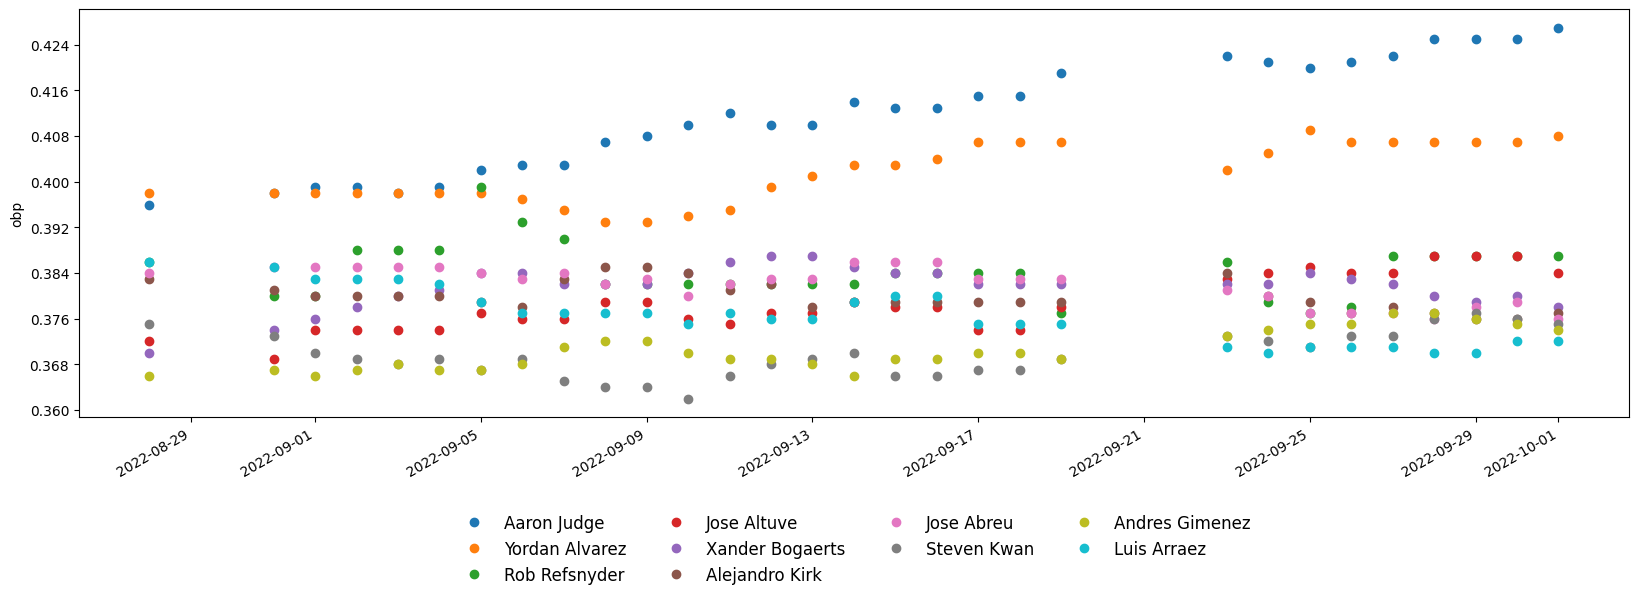 0.424
0.416
0.408
0.400
0.392
0.384
0.376
0.368
0.360
obp
2022-08-29
2022-09-01
2022-09-05
2022-09-09
2022-09-13
2022-09-17
2022-09-21
2022-09-25
2022-09-29
2022-10-01
Aaron Judge
Yordan Alvarez
Rob Refsnyder
Jose Altuve
Xander Bogaerts
Alejandro Kirk
Jose Abreu
Steven Kwan
Andres Gimenez
Luis Arraez